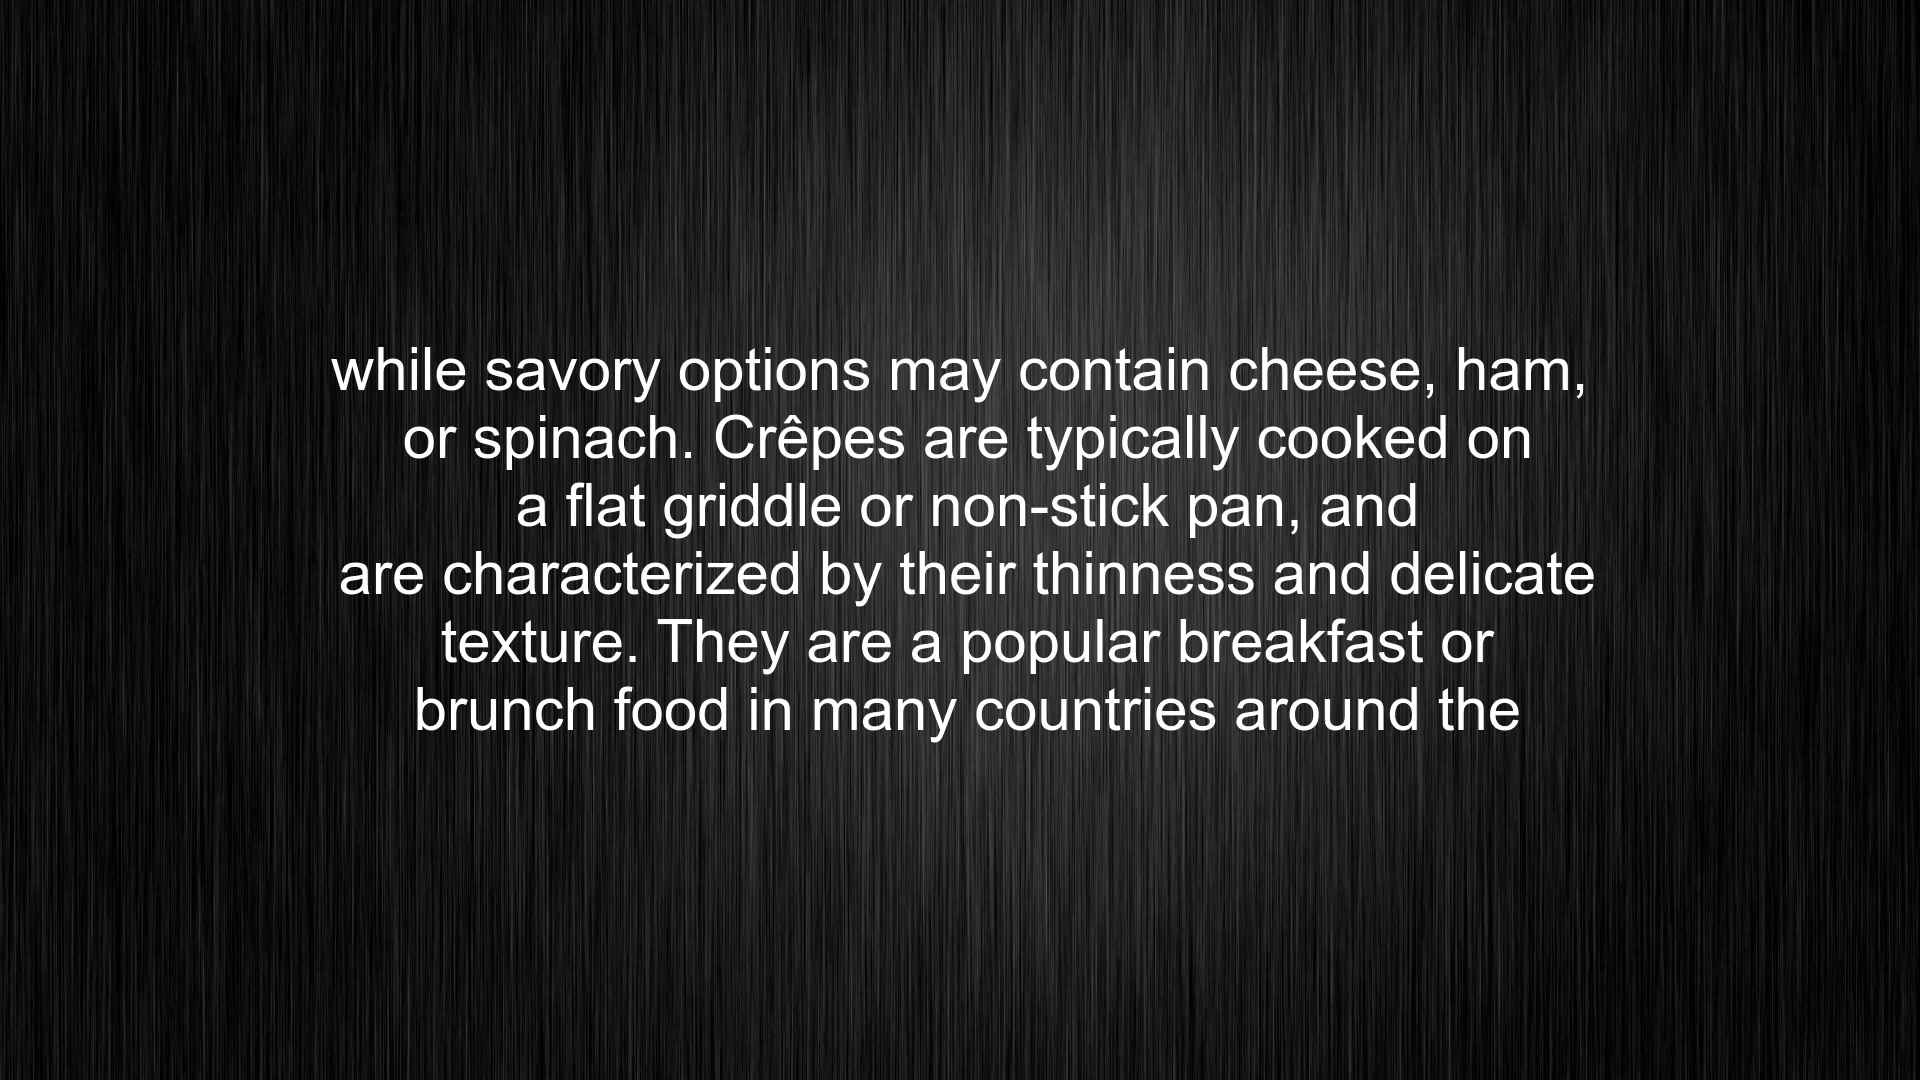 while savory options may contain cheese, ham,
or spinach. Crêpes are typically cooked on
a flat griddle or non-stick pan, and
are characterized by their thinness and delicate
texture. They are a popular breakfast or
brunch food in many countries around the